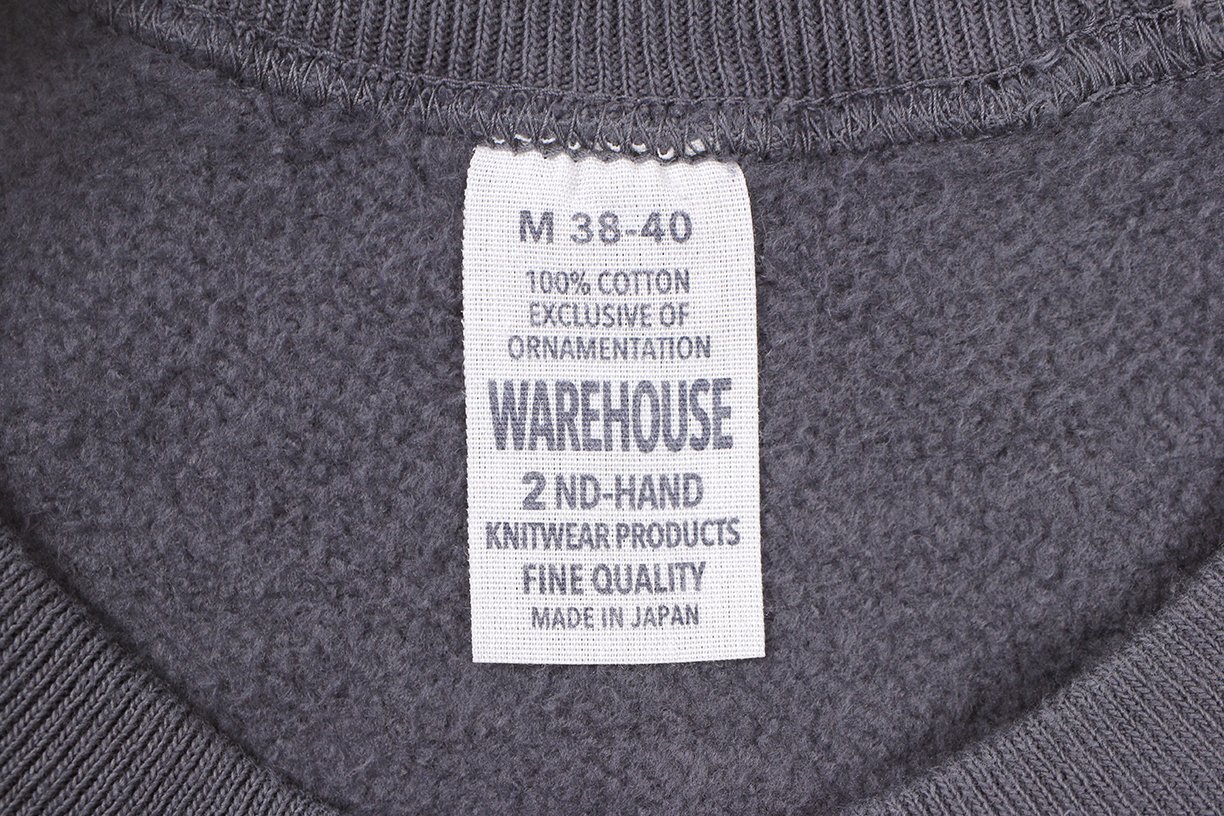 M 38-40
100% COTTON
EXCLUSIVE OF
ORNAMENTATION
WAREHOUSE
2 ND-HAND
KNITWEAR PRODUCTS
FINE QUALITY
MADE IN JAPAN